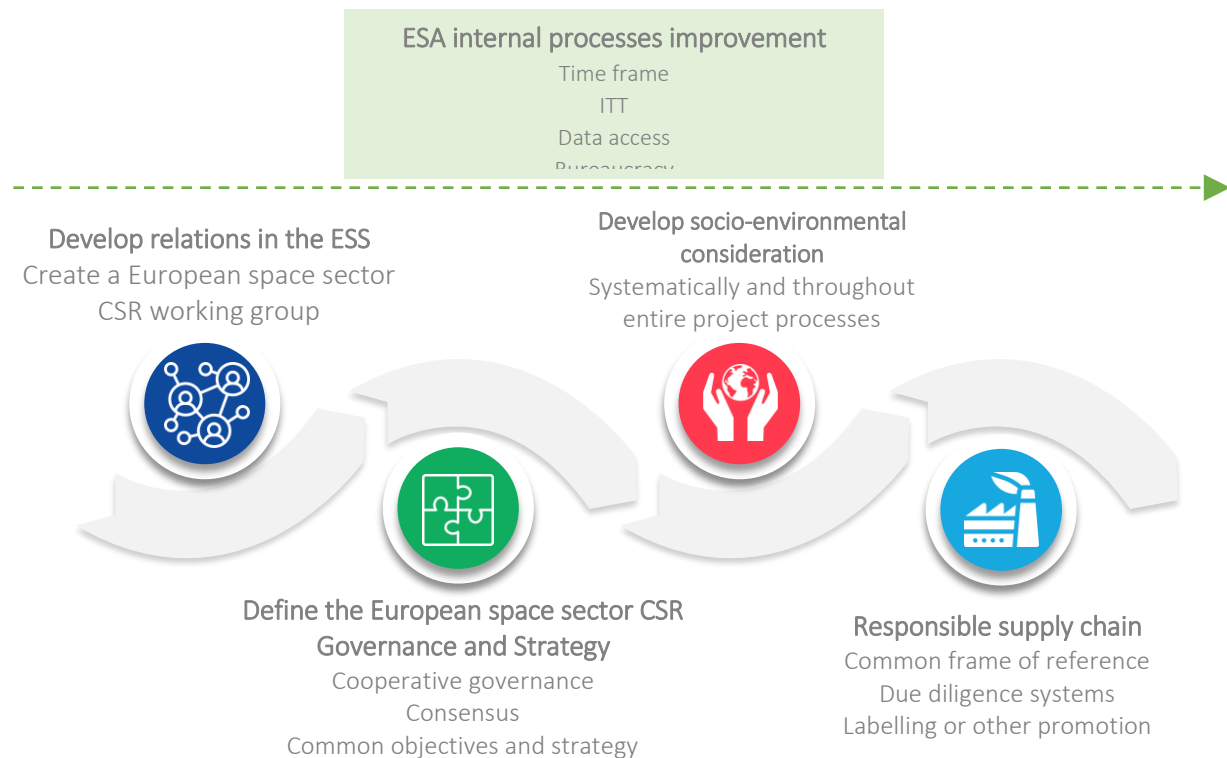 ESA internal processes improvement
Time frame
ITT
Data access
Bureaucracy
Develop relations in the ESS
Create a European space sector
CSR working group
Develop socio-environmental
consideration
Systematically and throughout
entire project processes
Define the European space sector CSR
Governance and Strategy
Cooperative governance
Consensus
Common objectives and strategy
Responsible supply chain
Common frame of reference
Due diligence systems
Labelling or other promotion